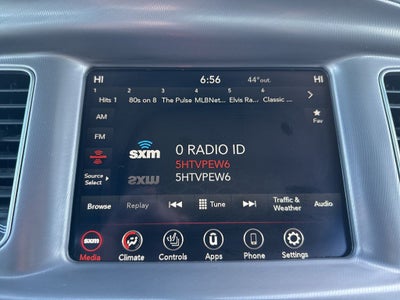 HI 6:56 44°out. HI
1 2 3 4 5 6
Hits 1 80s on 8 The Pulse MLBNet... Elvis Ra... Classic ...
AM
Fav
FM
sxm
0 RADIO ID
5HTVPEW6
5HTVPEW6
Source
Select
Browse Replay Tune Traffic & Weather Audio
sxm
Media Climate Controls Apps Phone Settings